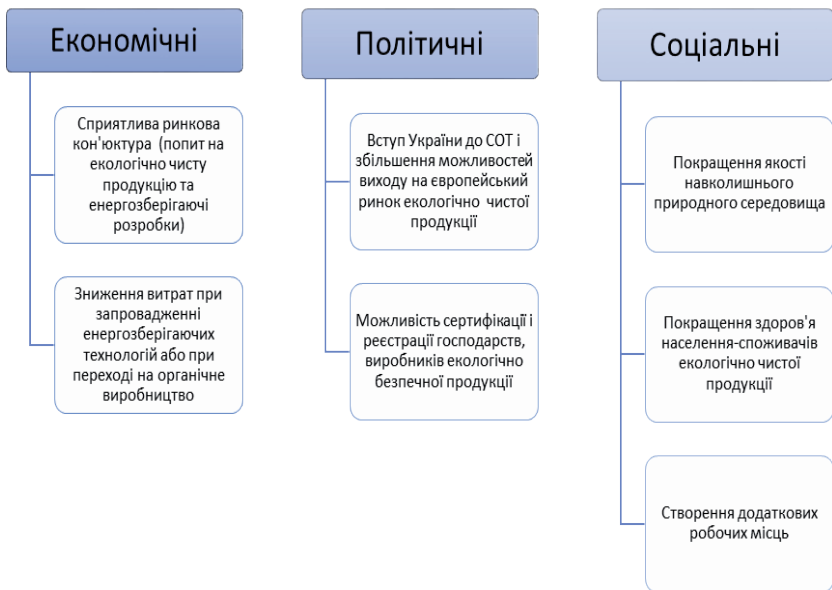 Економічні
Сприятлива ринкова
кон'юктура (попит на
екологічно чисту
продукцію та
енергозберігаючі
розробки)
Зниження витрат при
запровадженні
енергозберігаючих
технологій або при
переході на органічне
виробництво
Політичні
Вступ України до СОТ і
збільшення можливостей
виходу на європейський
ринок екологічно чистої
продукції
Можливість сертифікації і
реєстрації господарств,
виробників екологічно
безпечної продукції
Соціальні
Покращення якості
навколишнього
природного середовища
Покращення здоров'я
населення-споживачів
екологічно чистої
продукції
Створення додаткових
робочих місць